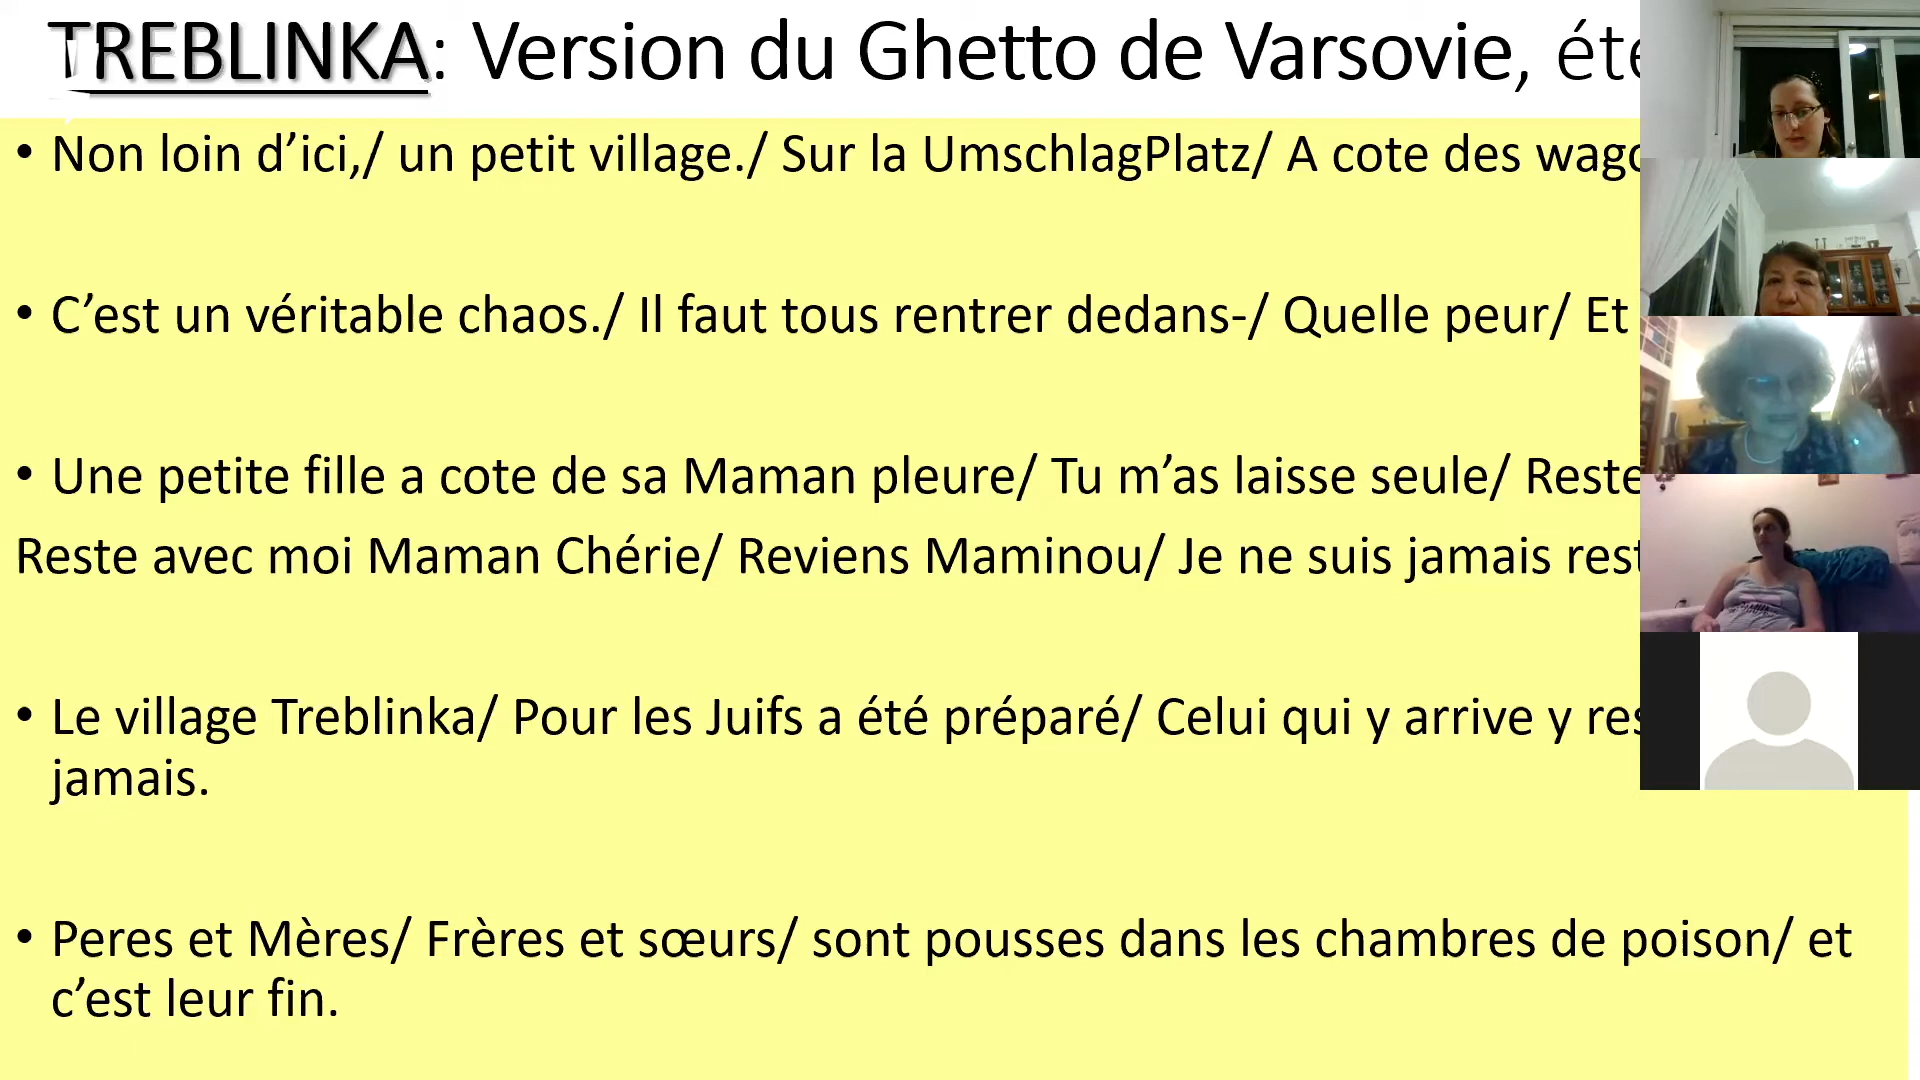 TREBLINKA: Version du Ghetto de Varsovie, été
• Non loin d’ici,/ un petit village./ Sur la UmschlagPlatz/ A cote des
• C’est un véritable chaos./ Il faut tous rentrer dedans-/ Quelle peur/ Et
• Une petite fille a cote de sa Maman pleure/ Tu m’as laisse seule/ Reste
Reste avec moi Maman Chérie/ Reviens Maminou/ Je ne suis jamais
• Le village Treblinka/ Pour les Juifs a été préparé/ Celui qui y arrive y
jamais.
• Peres et Mères/ Frères et sœurs/ sont pousses dans les chambres de poison/ et
c’est leur fin.